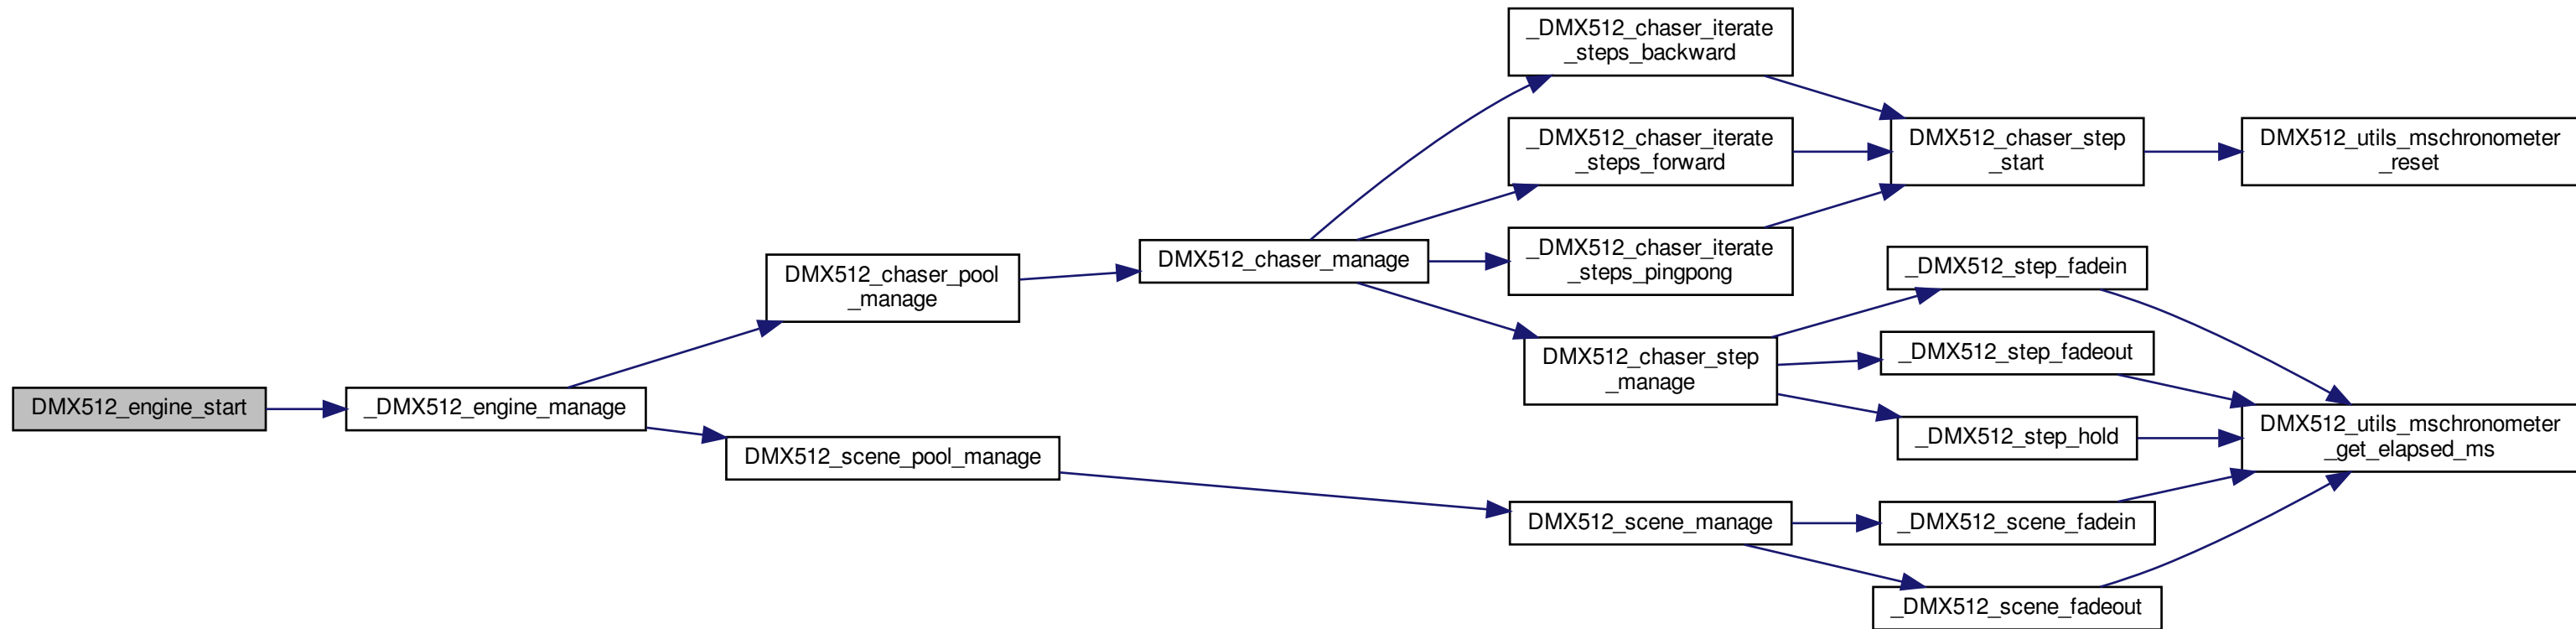 DMX512_engine_start
_DMX512_engine_manage
DMX512_chaser_pool
_manage
DMX512_scene_pool_manage
DMX512_chaser_manage
_DMX512_chaser_iterate
_steps_backward
_DMX512_chaser_iterate
_steps_forward
_DMX512_chaser_iterate
_steps_pingpong
DMX512_chaser_step
_manage
DMX512_scene_manage
DMX512_chaser_step
_start
_DMX512_step_fadein
_DMX512_step_fadeout
_DMX512_step_hold
_DMX512_scene_fadein
_DMX512_scene_fadeout
DMX512_utils_mschronometer
_reset
DMX512_utils_mschronometer
_get_elapsed_ms